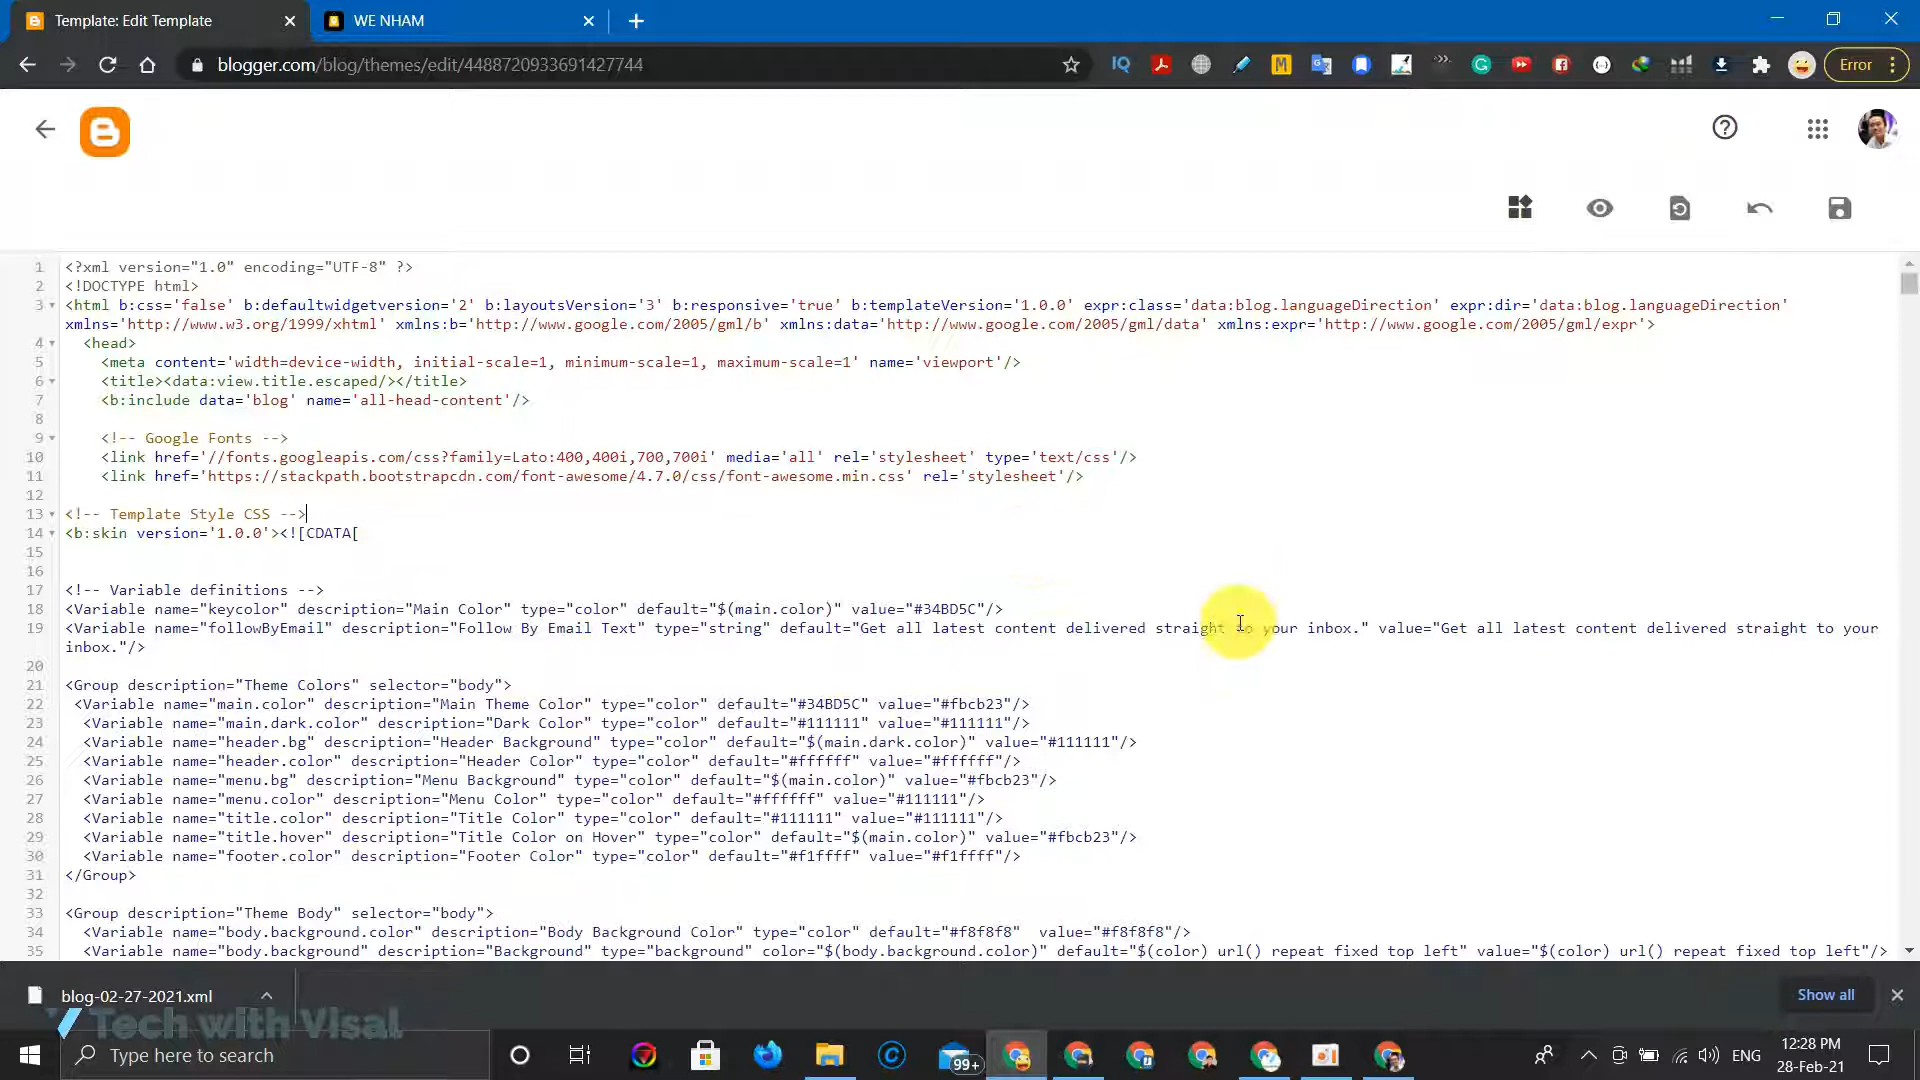 Template: Edit Template
WE NHAM
blogger.com/blog/themes/edit/4488720933691427744
Error
1 <?xml version="1.0" encoding="UTF-8" ?>
2 <!DOCTYPE html>
3 <html b:css='false' b:defaultwidgetversion='2' b:layoutsVersion='3' b:responsive='true' b:templateVersion='1.0.0' expr:class='data:blog.languageDirection' expr:dir='data:blog.languageDirection'
xmlns='http://www.w3.org/1999/xhtml' xmlns:b='http://www.google.com/2005/gml/b' xmlns:data='http://www.google.com/2005/gml/data' xmlns:expr='http://www.google.com/2005/gml/expr'>
4 <head>
5 <meta content='width=device-width, initial-scale=1, minimum-scale=1, maximum-scale=1' name='viewport'/>
6 <title><data:view.title.escaped/></title>
7 <b:include data='blog' name='all-head-content'/>
8
9 <!-- Google Fonts -->
10 <link href='//fonts.googleapis.com/css?family=Lato:400,400i,700,700i' media='all' rel='stylesheet' type='text/css'/>
11 <link href='https://stackpath.bootstrapcdn.com/font-awesome/4.7.0/css/font-awesome.min.css' rel='stylesheet'/>
12
13 <!-- Template Style CSS -->
14 <b:skin version='1.0.0'><![CDATA[
15
16
17 <!-- Variable definitions -->
18 <Variable name="keycolor" description="Main Color" type="color" default="$(main.color)" value="#34BD5C"/>
19 <Variable name="followByEmail" description="Follow By Email Text" type="string" default="Get all latest content delivered straight to your inbox." value="Get all latest content delivered straight to your
inbox."/>
20
21 <Group description="Theme Colors" selector="body">
22 <Variable name="main.color" description="Main Theme Color" type="color" default="#34BD5C" value="#fbcb23"/>
23 <Variable name="main.dark.color" description="Dark Color" type="color" default="#111111" value="#111111"/>
24 <Variable name="header.bg" description="Header Background" type="color" default="$(main.dark.color)" value="#111111"/>
25 <Variable name="header.color" description="Header Color" type="color" default="#ffffff" value="#ffffff"/>
26 <Variable name="menu.bg" description="Menu Background" type="color" default="$(main.color)" value="#fbcb23"/>
27 <Variable name="menu.color" description="Menu Color" type="color" default="#ffffff" value="#111111"/>
28 <Variable name="title.color" description="Title Color" type="color" default="#111111" value="#111111"/>
29 <Variable name="title.hover" description="Title Color on Hover" type="color" default="$(main.color)" value="#fbcb23"/>
30 <Variable name="footer.color" description="Footer Color" type="color" default="#f1ffff" value="#f1ffff"/>
31 </Group>
32
33 <Group description="Theme Body" selector="body">
34 <Variable name="body.background.color" description="Body Background Color" type="color" default="#f8f8f8" value="#f8f8f8"/>
35 <Variable name="body.background" description="Background" type="background" color="$(body.background.color)" default="$(color) url() repeat fixed top left" value="$(color) url() repeat fixed top left"/>
blog-02-27-2021.xml
Show all
Tech with Visal
Type here to search
99+
ENG
12:28 PM
28-Feb-21